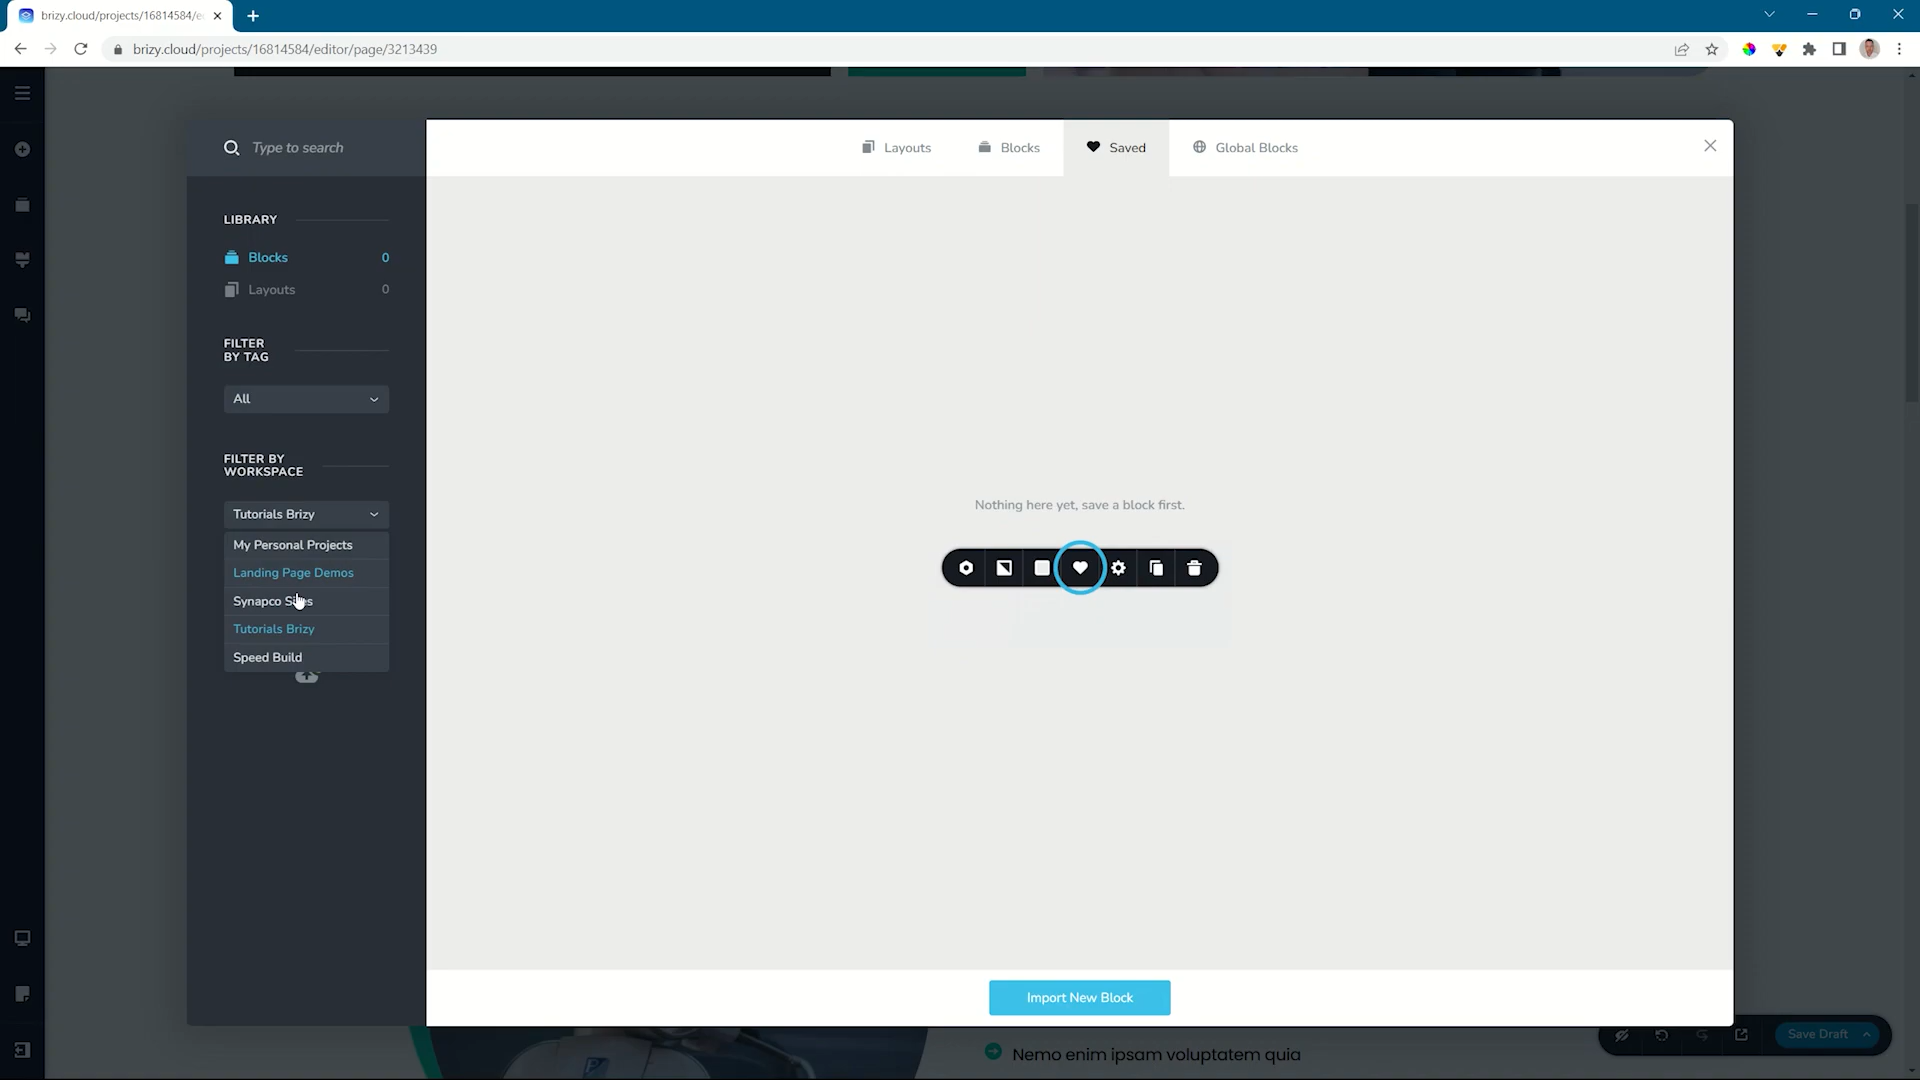 brizy.cloud/projects/16814584/e
brizy.cloud/projects/16814584/editor/page/3213439
Type to search
Layouts
Blocks
Saved
Global Blocks
LIBRARY
Blocks 0
Layouts 0
FILTER
BY TAG
All
FILTER BY
WORKSPACE
Tutorials Brizy
My Personal Projects
Landing Page Demos
Synapco Sites
Tutorials Brizy
Speed Build
Nothing here yet, save a block first.
Import New Block
Save Draft
Nemo enim ipsam voluptatem quia